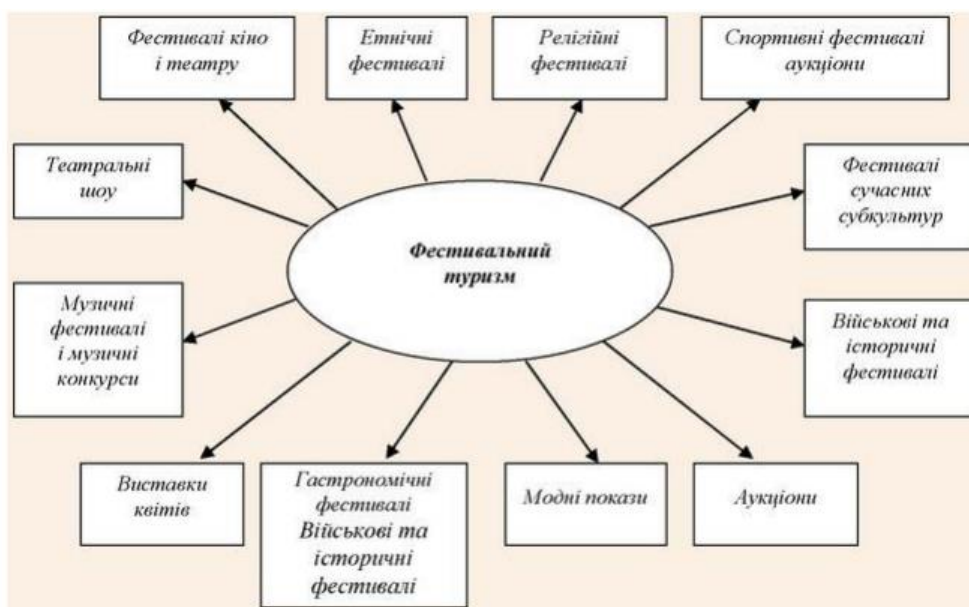 Фестивалі кіно
і театру
Етнічні
фестивалі
Релігійні
фестивалі
Спортивні фестивалі
аукціони
Театральні
шоу
Фестивалі
сучасних
субкультур
Фестивальний
туризм
Музичні
фестивалі
і музичні
конкурси
Військові та
історичні
фестивалі
Виставки
квітів
Гастрономічні
фестивалі
Військові та
історичні
фестивалі
Модні покази
Аукціони